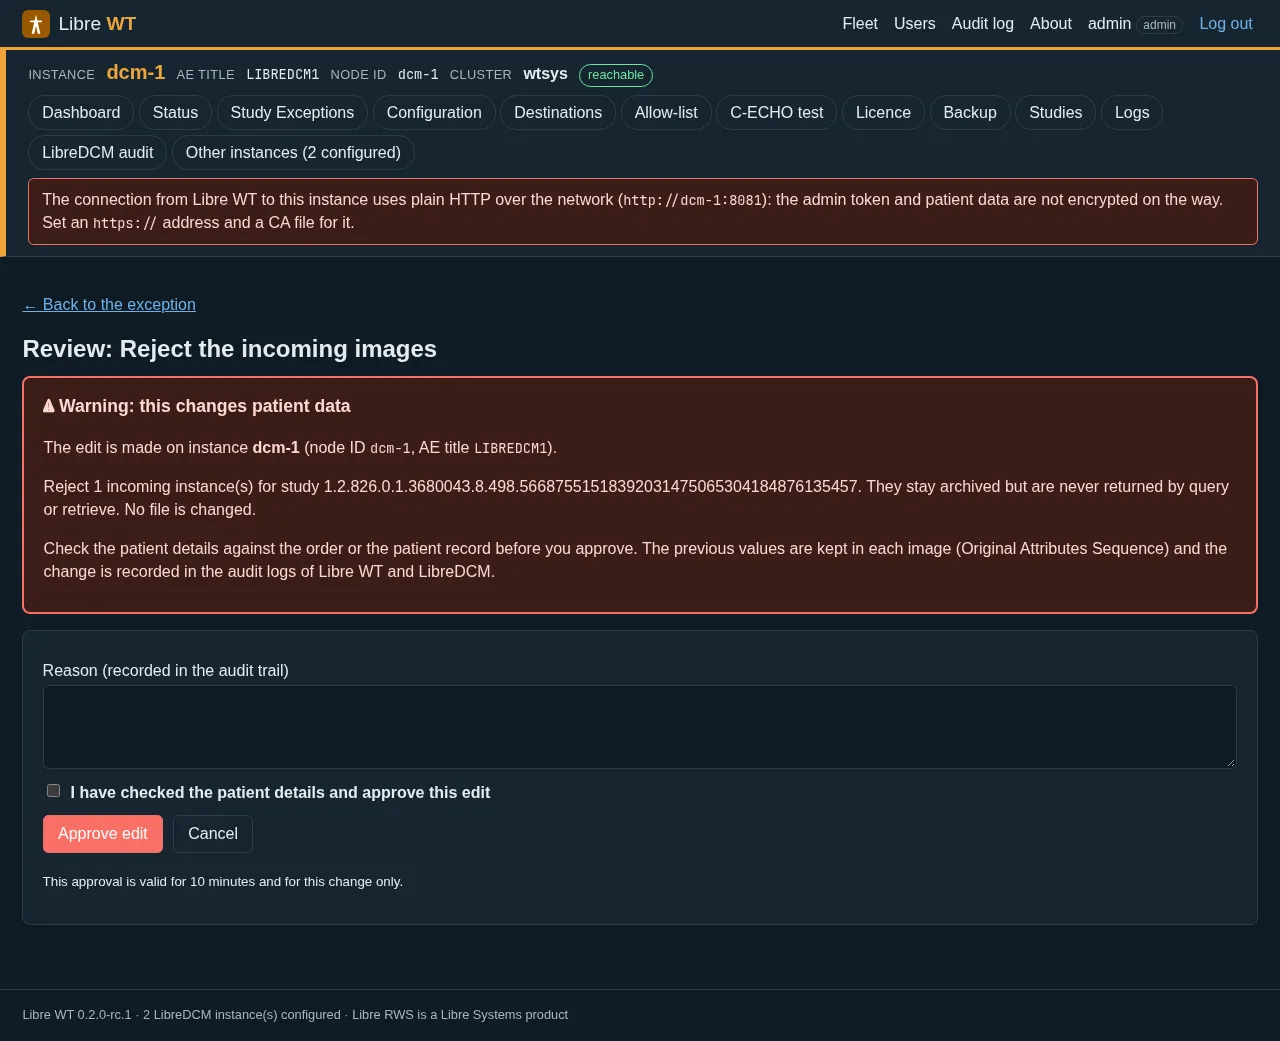 Libre WT
Fleet Users Audit log About admin admin Log out
INSTANCE dcm-1 AE TITLE LIBREDCM1 NODE ID dcm-1 CLUSTER wtsys reachable
Dashboard Status Study Exceptions Configuration Destinations Allow-list C-ECHO test Licence Backup Studies Logs
LibreDCM audit Other instances (2 configured)
The connection from Libre WT to this instance uses plain HTTP over the network (http://dcm-1:8081): the admin token and patient data are not encrypted on the way.
Set an https:// address and a CA file for it.
← Back to the exception
Review: Reject the incoming images
⚠ Warning: this changes patient data
The edit is made on instance dcm-1 (node ID dcm-1, AE title LIBREDCM1).
Reject 1 incoming instance(s) for study 1.2.826.0.1.3680043.8.498.56687551518392031475065304184876135457. They stay archived but are never returned by query
or retrieve. No file is changed.
Check the patient details against the order or the patient record before you approve. The previous values are kept in each image (Original Attributes Sequence) and the
change is recorded in the audit logs of Libre WT and LibreDCM.
Reason (recorded in the audit trail)
I have checked the patient details and approve this edit
Approve edit Cancel
This approval is valid for 10 minutes and for this change only.
Libre WT 0.2.0-rc.1 · 2 LibreDCM instance(s) configured · Libre RWS is a Libre Systems product